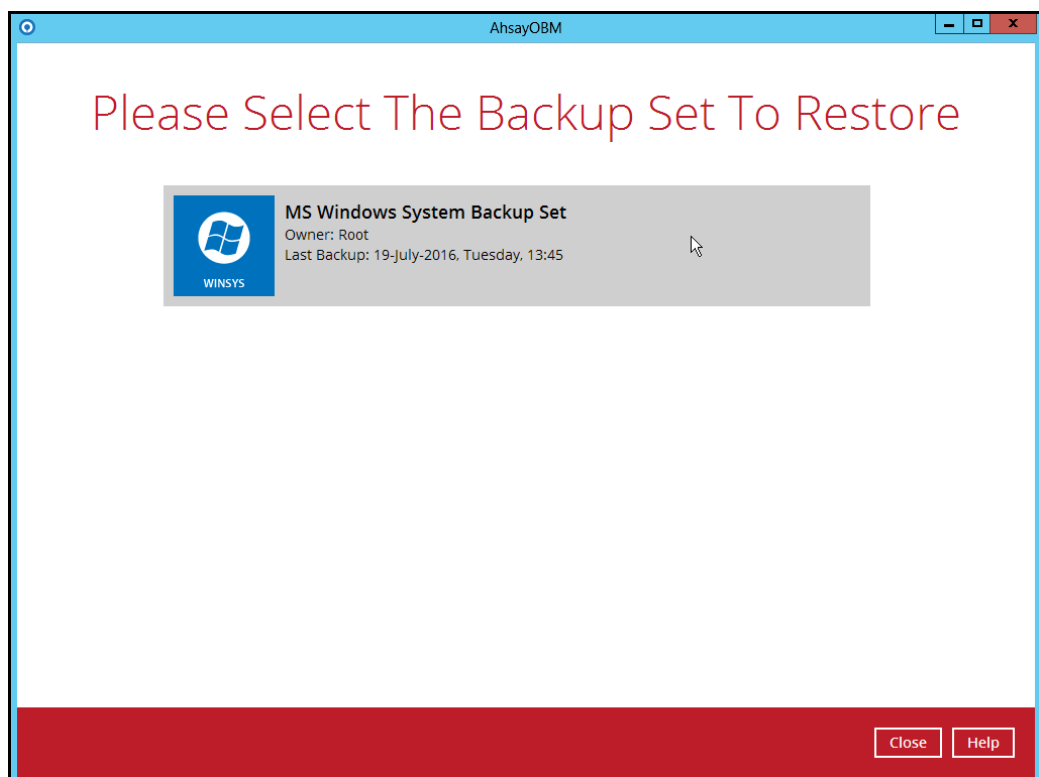 AhsayOBM
Please Select The Backup Set To Restore
MS Windows System Backup Set
Owner: Root
Last Backup: 19-July-2016, Tuesday, 13:45
WINSYS
Close
Help